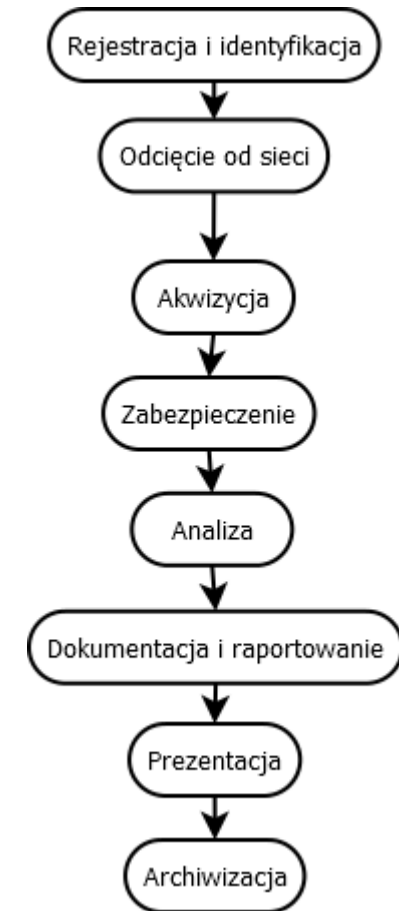 Rejestracja i identyfikacja
Odcięcie od sieci
Akwizycja
Zabezpieczenie
Analiza
Dokumentacja i raportowanie
Prezentacja
Archiwizacja